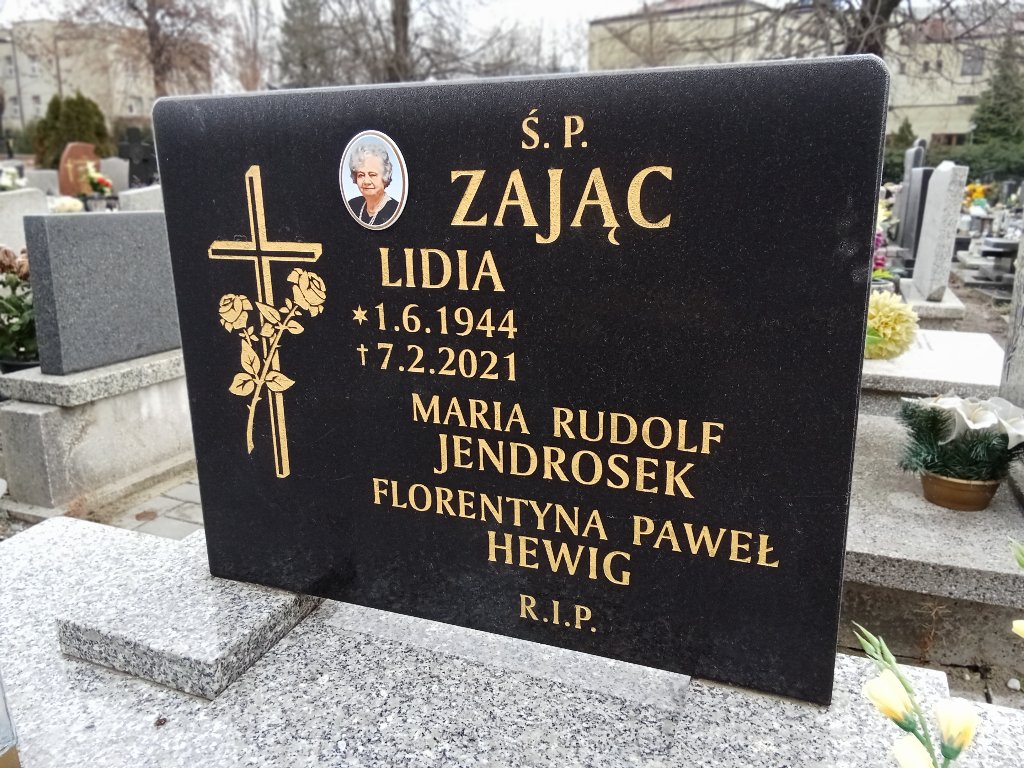 Ś. P.
ZAJĄC
LIDIA
✶1.6.1944
✝7.2.2021
MARIA RUDOLF
JENDROSEK
FLORENTYNA PAWEŁ
HEWIG
R.I.P.